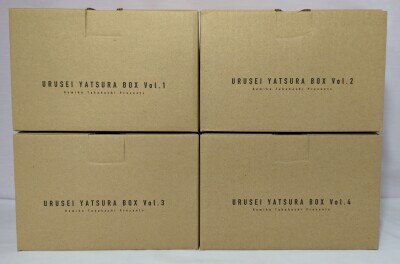 URUSEI YATSURA BOX Vol.1
Rumiko Takahashi Presents
URUSEI YATSURA BOX Vol.2
Rumiko Takahashi Presents
URUSEI YATSURA BOX Vol.3
Rumiko Takahashi Presents
URUSEI YATSURA BOX Vol.4
Rumiko Takahashi Presents